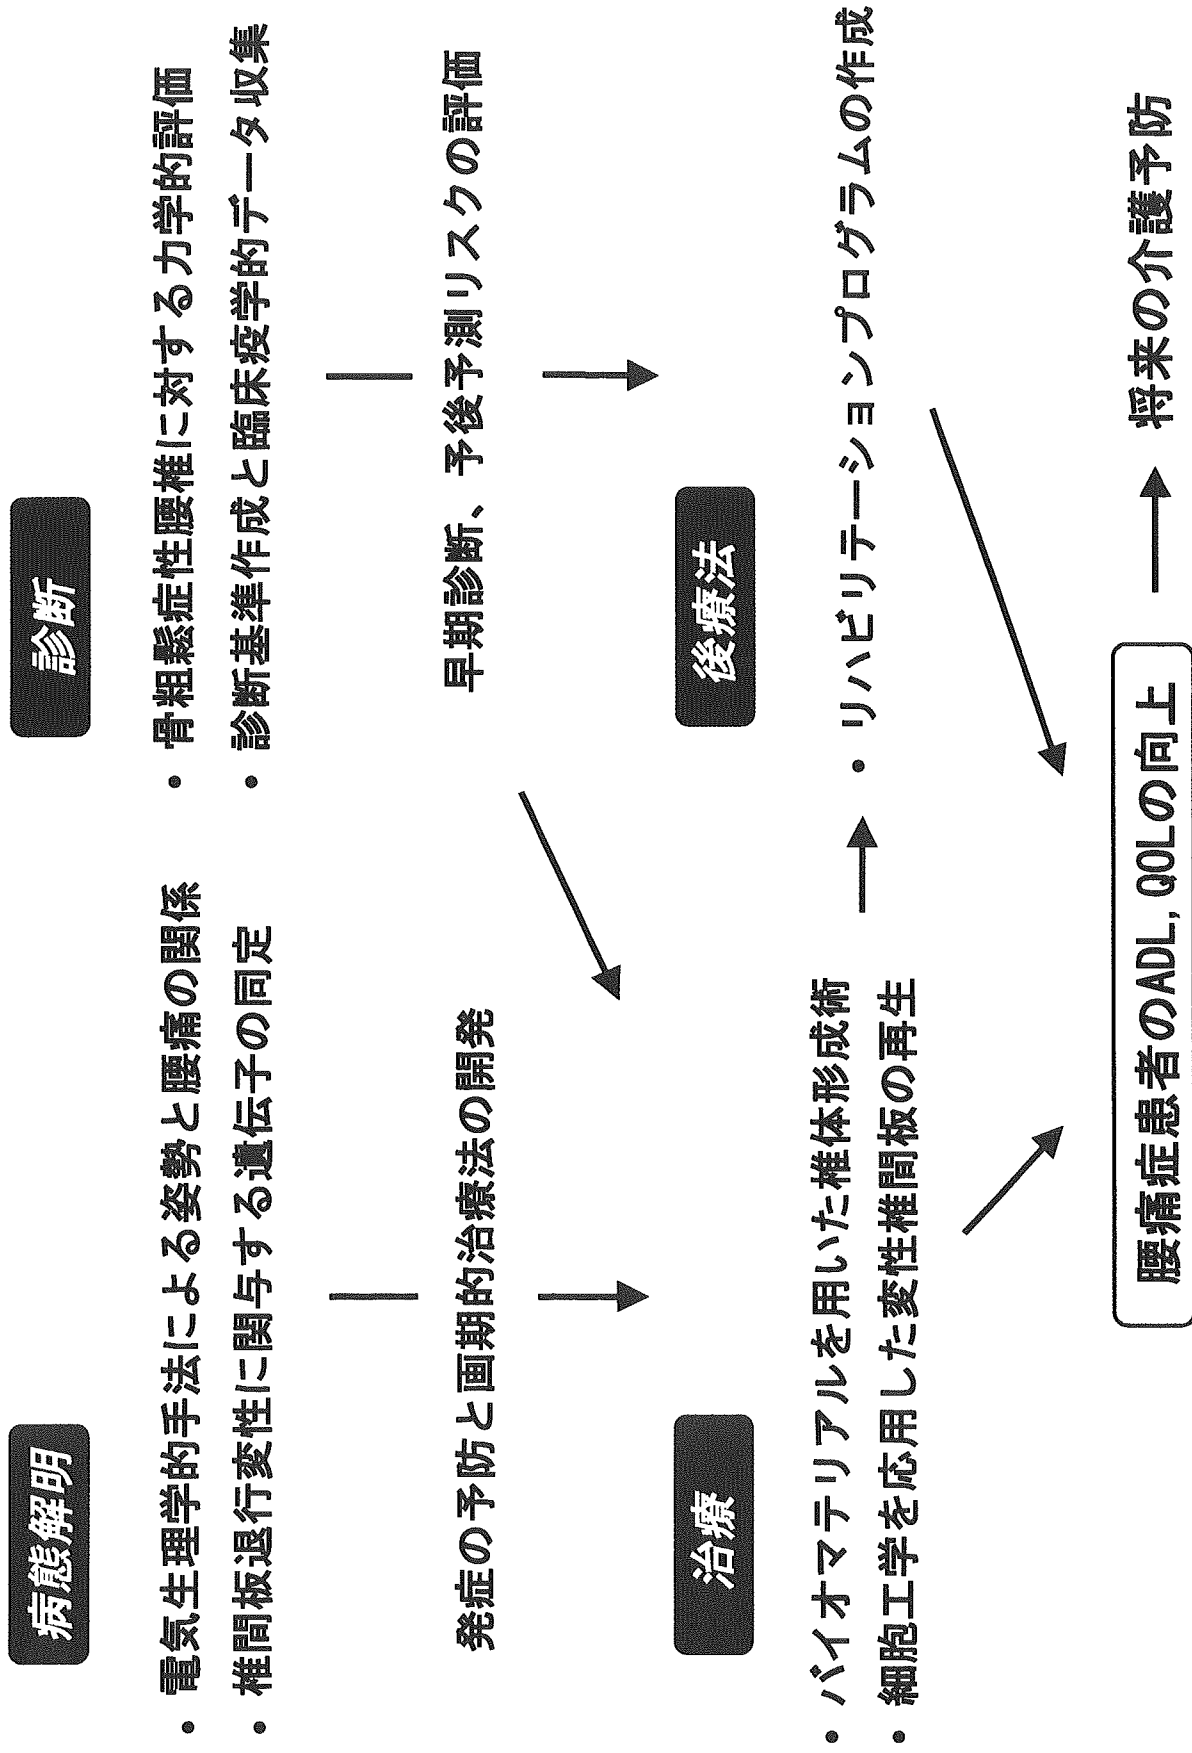 病態解明
・電気生理学的手法による姿勢と腰痛の関係
・椎間板退行変性に関与する遺伝子の同定
発症の予防と画期的治療法の開発
診断
・骨粗鬆症性腰椎に対する力学的評価
・診断基準作成と臨床疫学的データ収集
早期診断、予後予測リスクの評価
治療
・バイオマテリアルを用いた椎体形成術
・細胞工学を応用した変性椎間板の再生
後療法
・リハビリテーションプログラムの作成
腰痛症患者のADL, QOLの向上
将来の介護予防